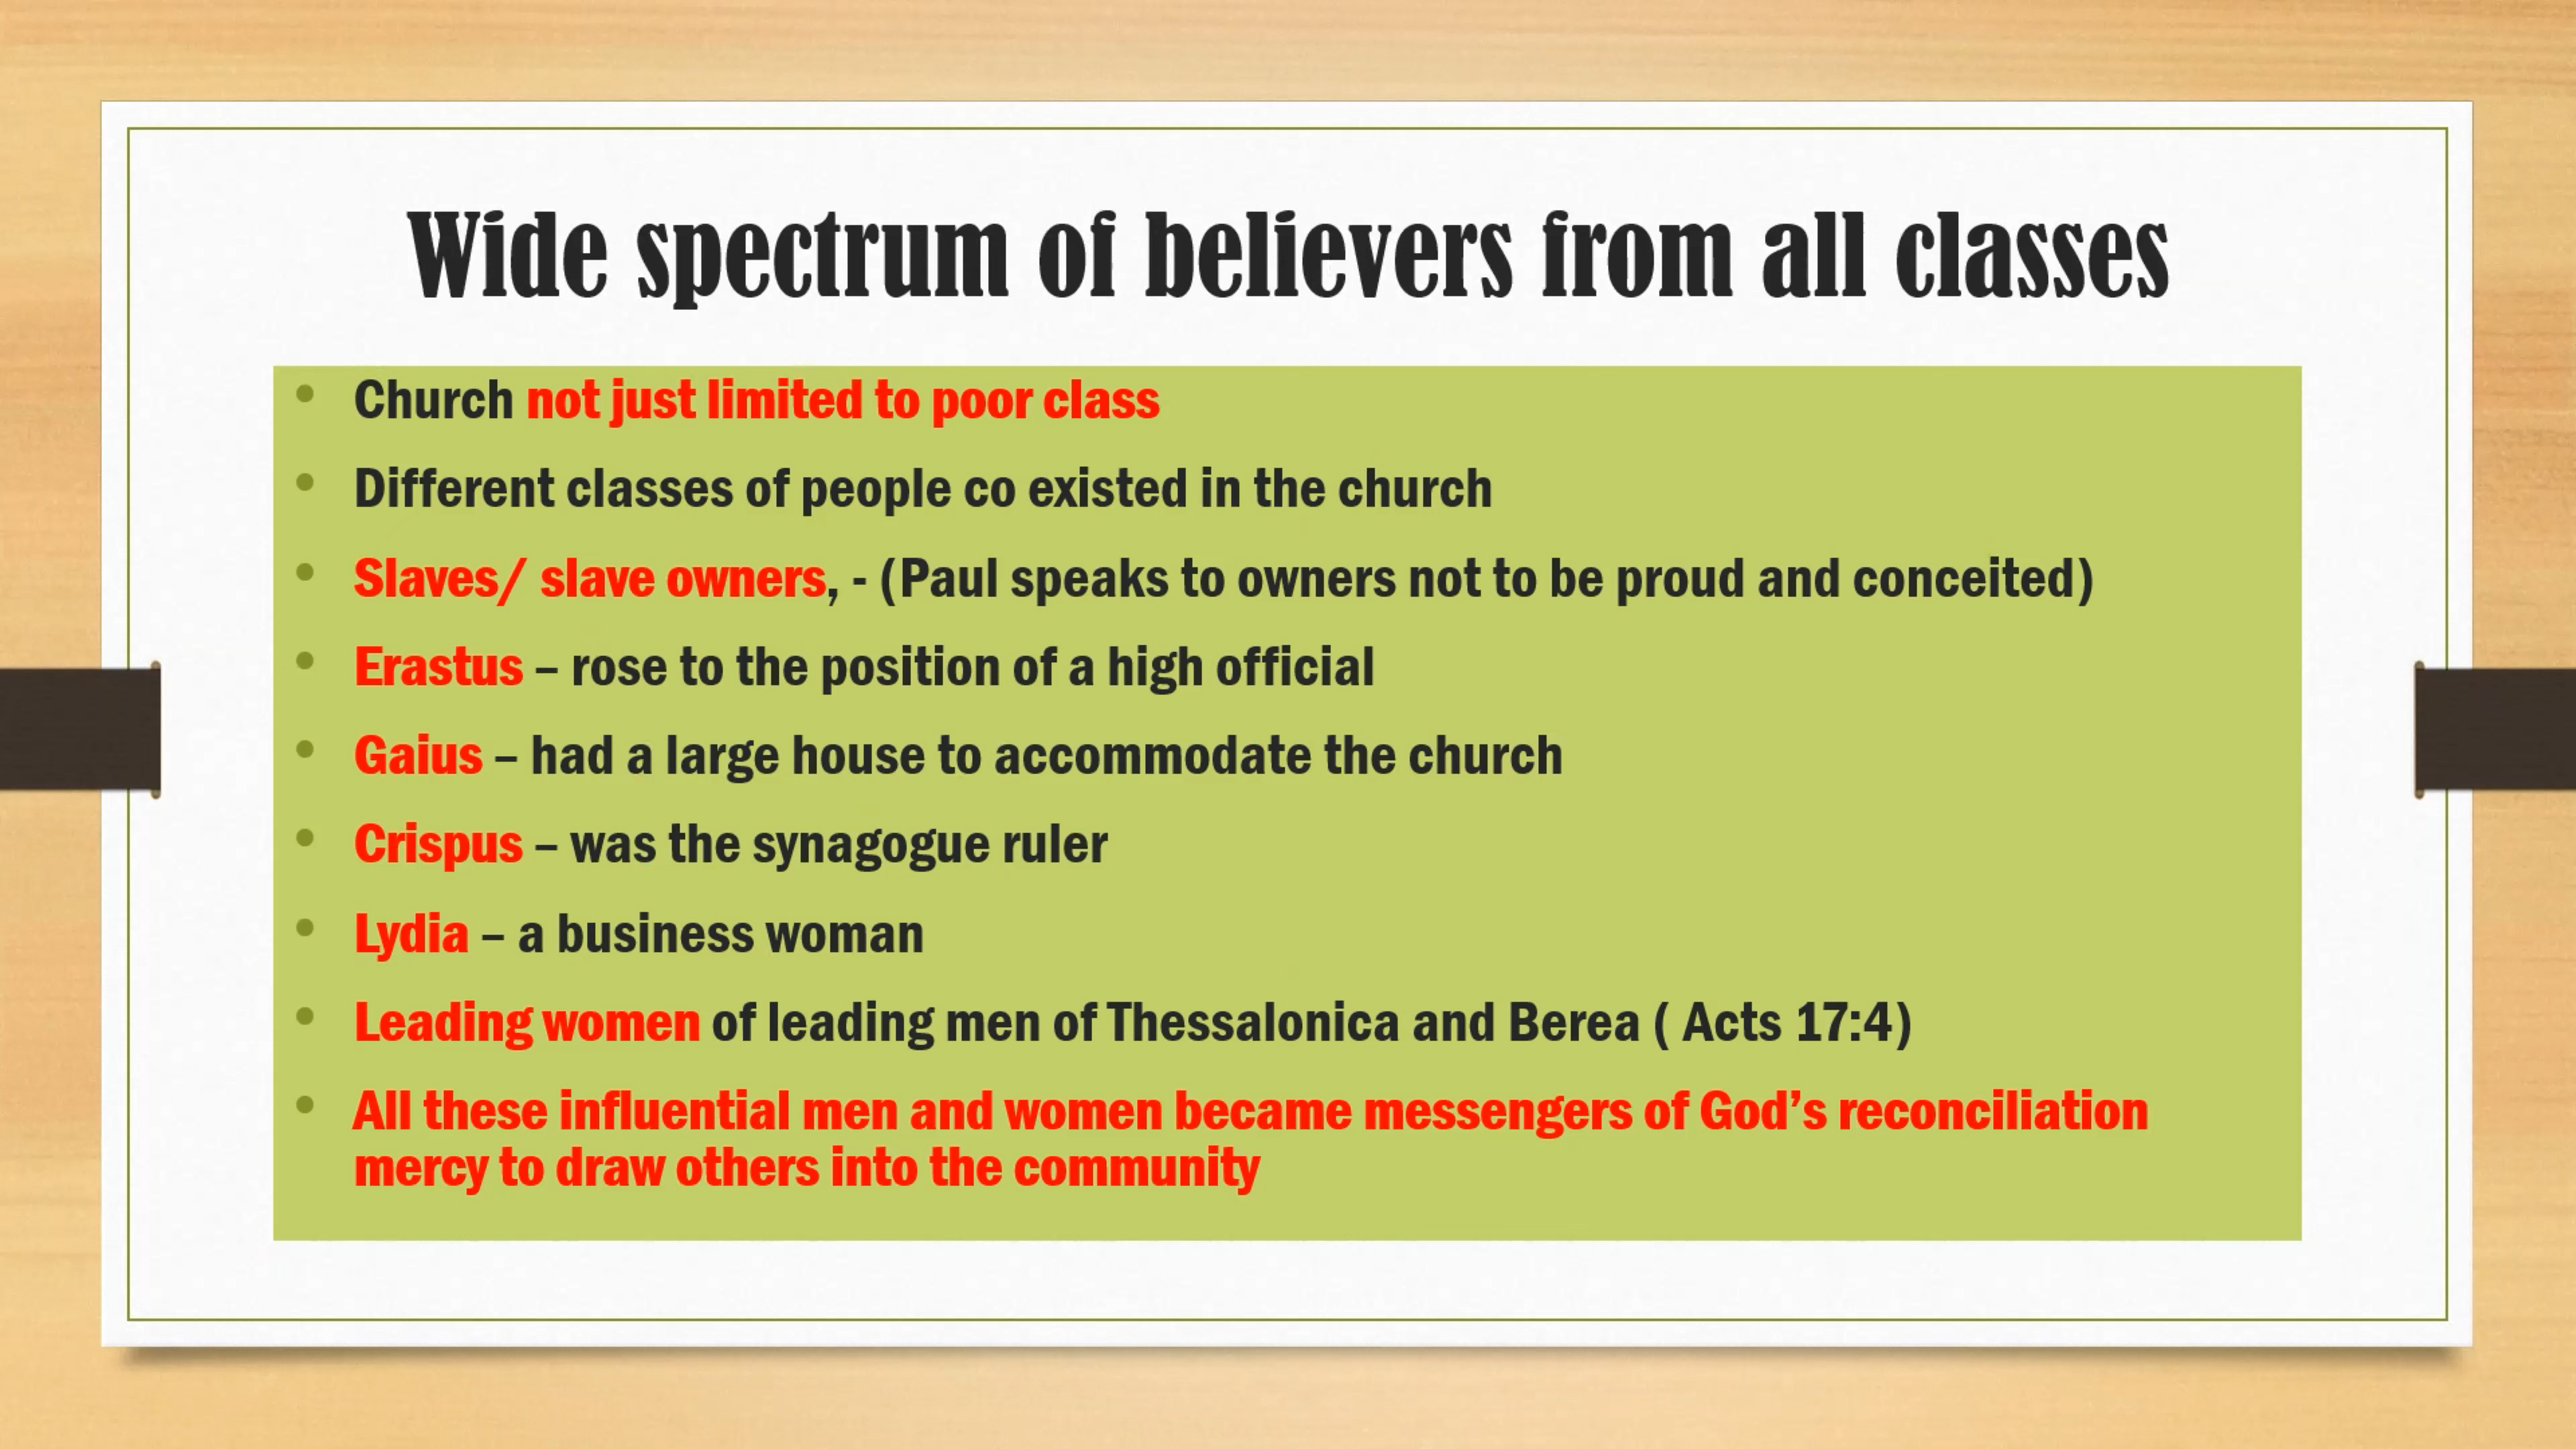 Wide spectrum of believers from all classes
• Church not just limited to poor class
• Different classes of people co existed in the church
• Slaves/ slave owners, - (Paul speaks to owners not to be proud and conceited)
• Erastus – rose to the position of a high official
• Gaius – had a large house to accommodate the church
• Crispus – was the synagogue ruler
• Lydia – a business woman
• Leading women of leading men of Thessalonica and Berea ( Acts 17:4)
• All these influential men and women became messengers of God’s reconciliation
mercy to draw others into the community